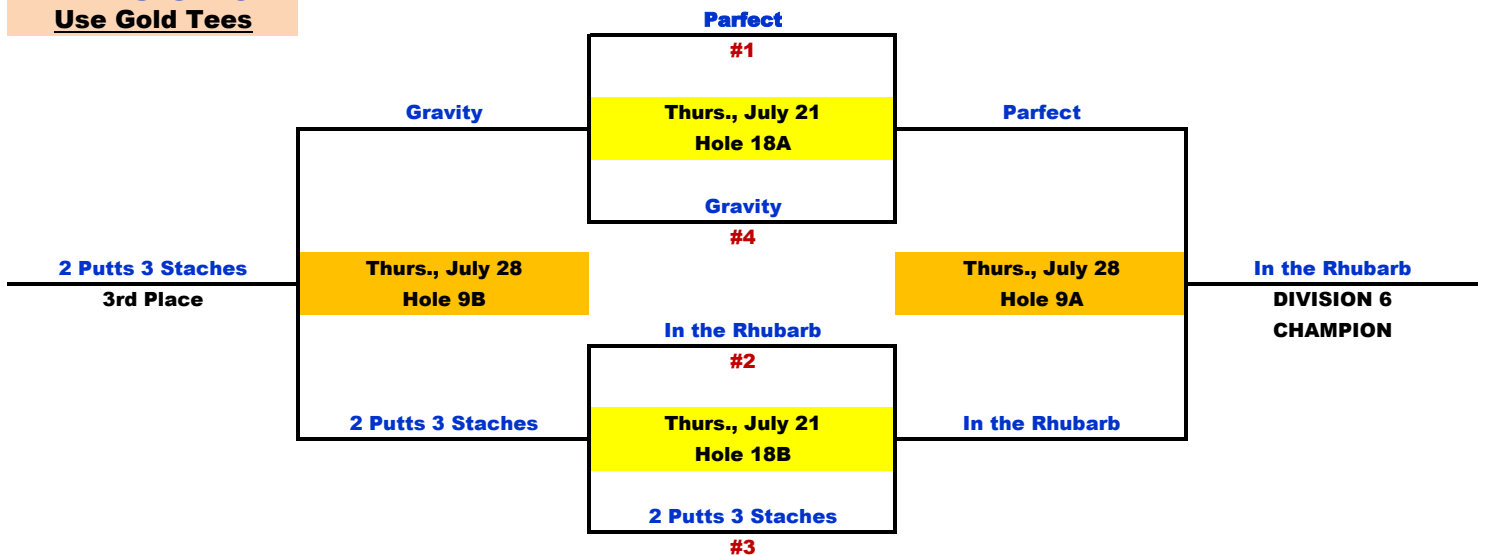 Use Gold Tees
Parfect
#1
Gravity
Thurs., July 21
Hole 18A
Parfect
Gravity
#4
2 Putts 3 Staches
3rd Place
Thurs., July 28
Hole 9B
Thurs., July 28
Hole 9A
In the Rhubarb
DIVISION 6
CHAMPION
In the Rhubarb
#2
2 Putts 3 Staches
Thurs., July 21
Hole 18B
In the Rhubarb
2 Putts 3 Staches
#3